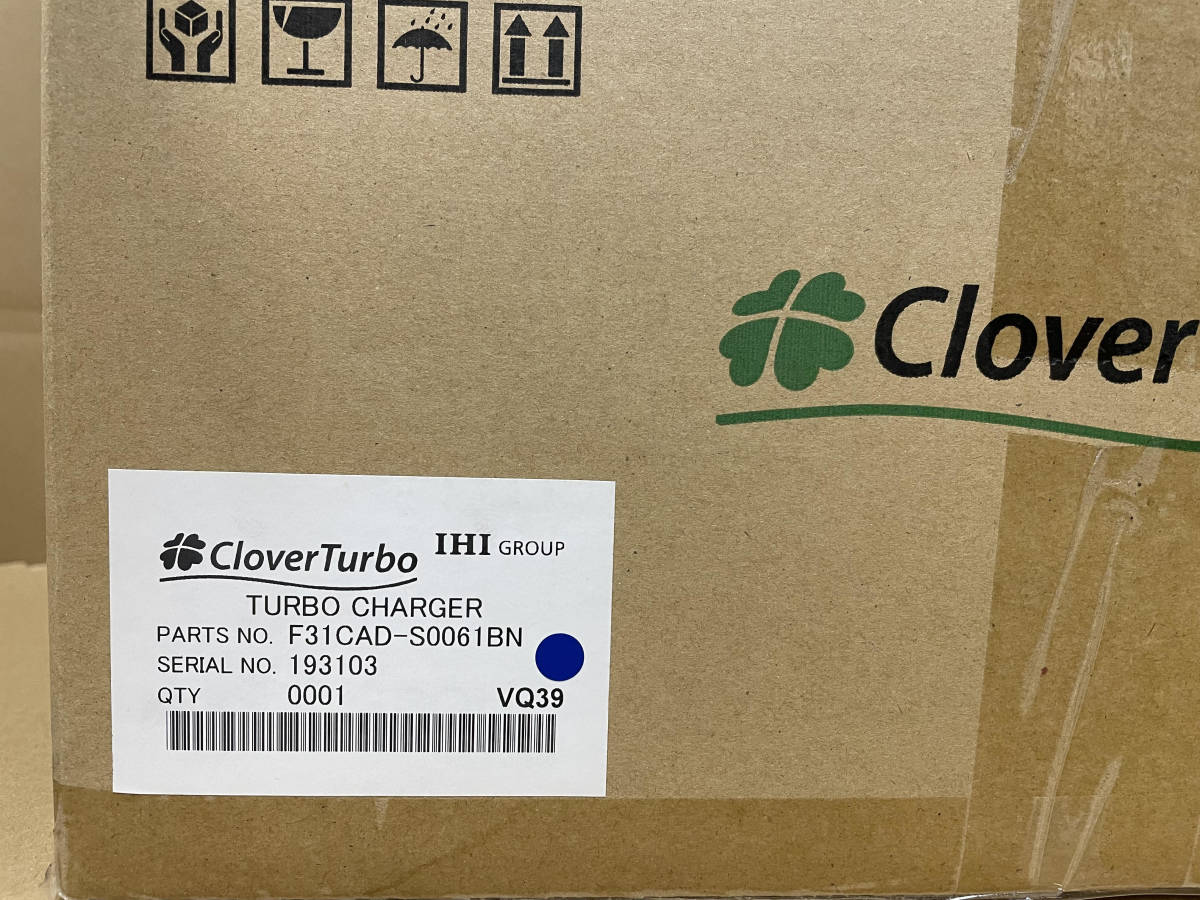 Clover
CloverTurbo IHI GROUP
TURBO CHARGER
PARTS NO. F31CAD-S0061BN
SERIAL NO. 193103
QTY 0001 VQ39